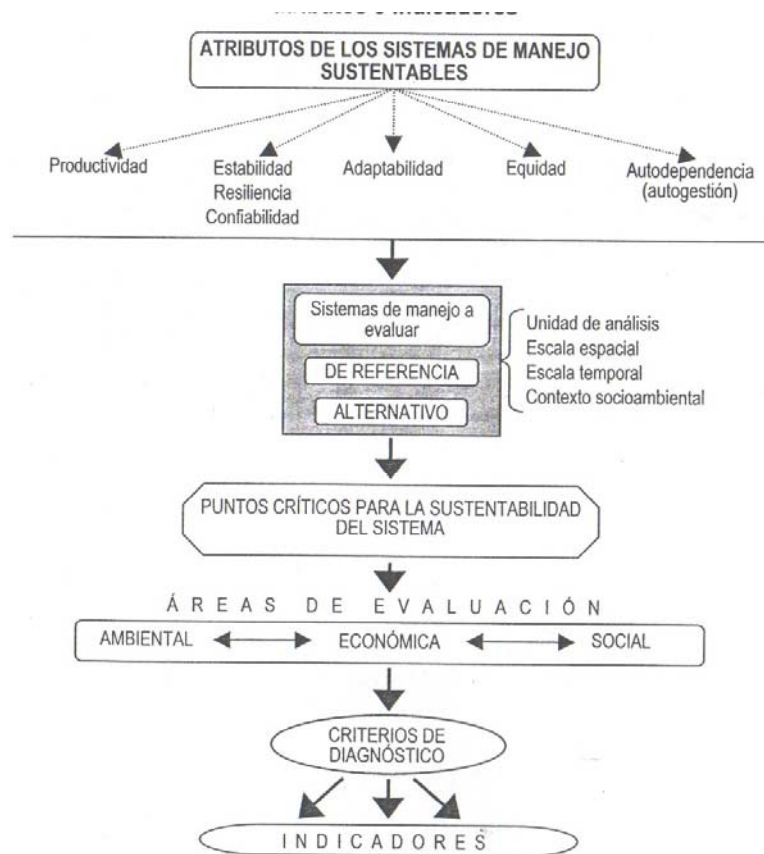 ATRIBUTOS DE LOS SISTEMAS DE MANEJO
SUSTENTABLES
Productividad
Estabilidad
Resiliencia
Confiabilidad
Adaptabilidad
Equidad
Autodependencia
(autogestión)
Sistemas de manejo a
evaluar
DE REFERENCIA
ALTERNATIVO
Unidad de análisis
Escala espacial
Escala temporal
Contexto socioambiental
PUNTOS CRÍTICOS PARA LA SUSTENTABILIDAD
DEL SISTEMA
ÁREAS DE EVALUACIÓN
AMBIENTAL ECONÓMICA SOCIAL
CRITERIOS DE
DIAGNÓSTICO
INDICADORES